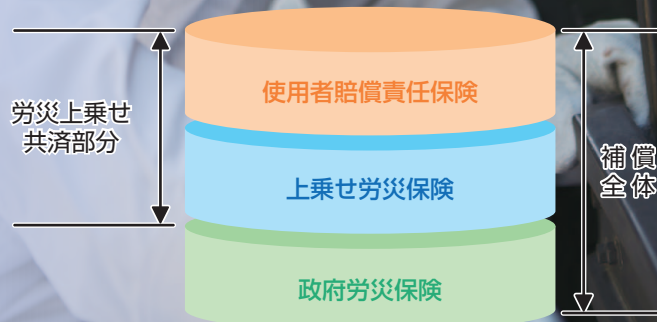 使用者賠償責任保険
労災上乗せ
共済部分
上乗せ労災保険
補償
全体
政府労災保険